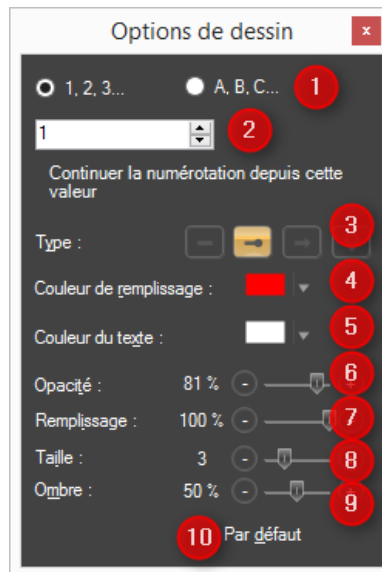 Options de dessin x
1, 2, 3... A, B, C... 1
1 2
Continuer la numérotation depuis cette
valeur
Type : 3
Couleur de remplissage : 4
Couleur du texte : 5
Opacité : 81 % - + 6
Remplissage : 100 % - 7
Taille : 3 - 8
Ombre : 50 % - 9
10 Par défaut